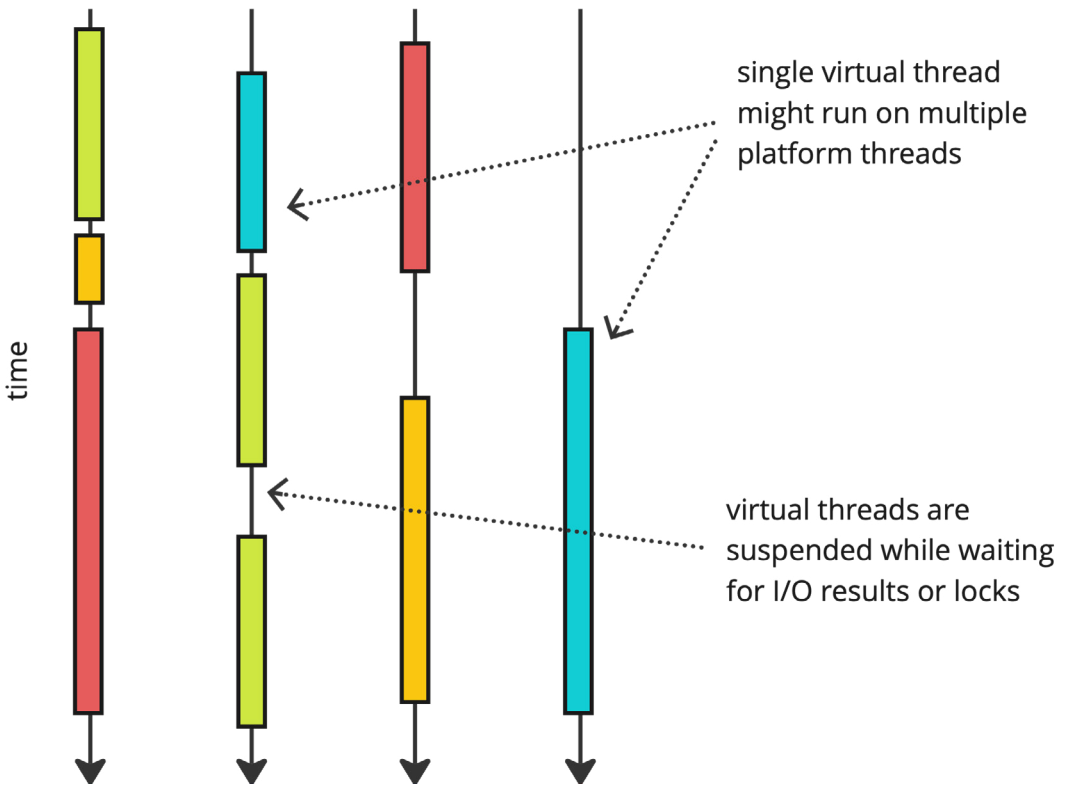 single virtual thread
might run on multiple
platform threads
time
virtual threads are
suspended while waiting
for I/O results or locks